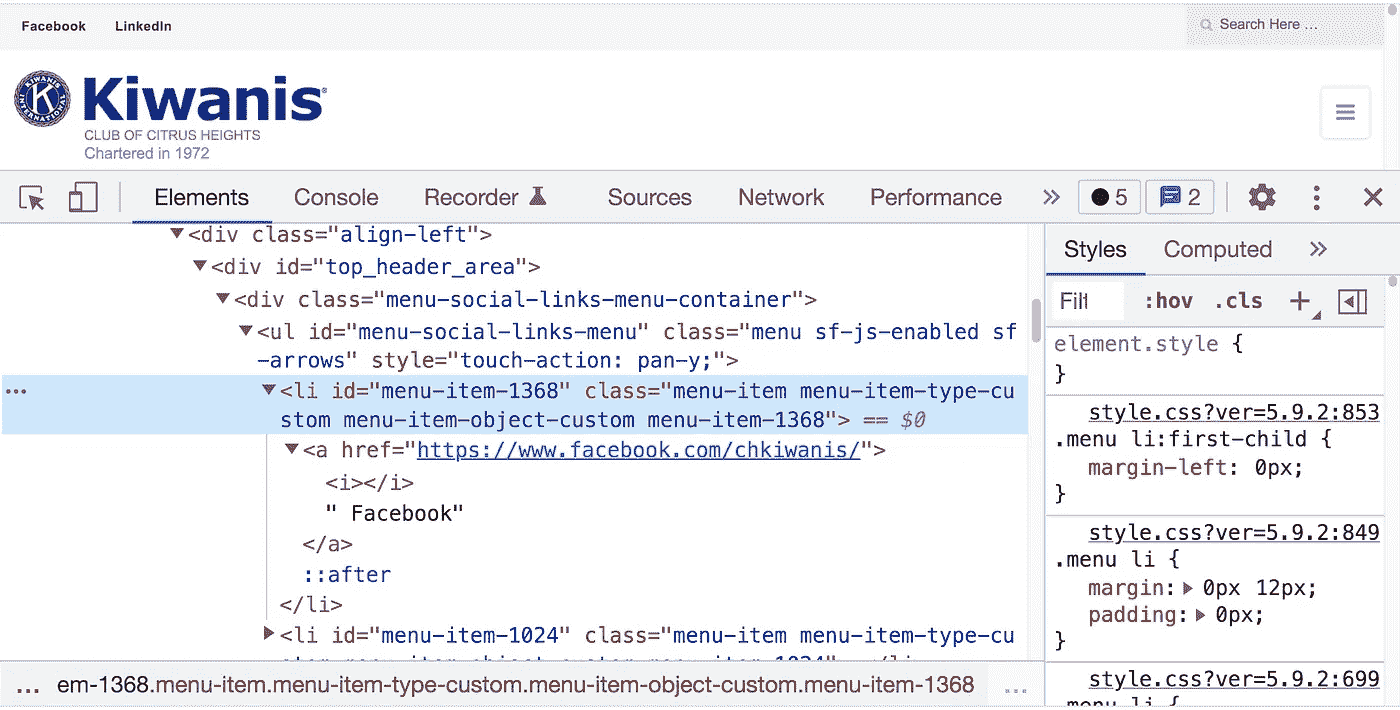 Facebook LinkedIn Search Here ...
Kiwanis
CLUB OF CITRUS HEIGHTS
Chartered in 1972
Elements Console Recorder Sources Network Performance » 5 2
<div class="align-left">
<div id="top_header_area">
<div class="menu-social-links-menu-container">
<ul id="menu-social-links-menu" class="menu sf-js-enabled sf
-arrows" style="touch-action: pan-y;">
<li id="menu-item-1368" class="menu-item menu-item-type-cu
stom menu-item-object-custom menu-item-1368"> == $0
<a href="https://www.facebook.com/chkiwanis/">
<i></i>
" Facebook"
</a>
::after
</li>
<li id="menu-item-1024" class="menu-item menu-item-type-cu
... em-1368.menu-item.menu-item-type-custom.menu-item-object-custom.menu-item-1368 ...
Styles Computed »
Filt :hov .cls +
element.style {
}
style.css?ver=5.9.2:853
.menu li:first-child {
margin-left: 0px;
}
style.css?ver=5.9.2:849
.menu li {
margin: 0px 12px;
padding: 0px;
}
style.css?ver=5.9.2:699
.menu li {